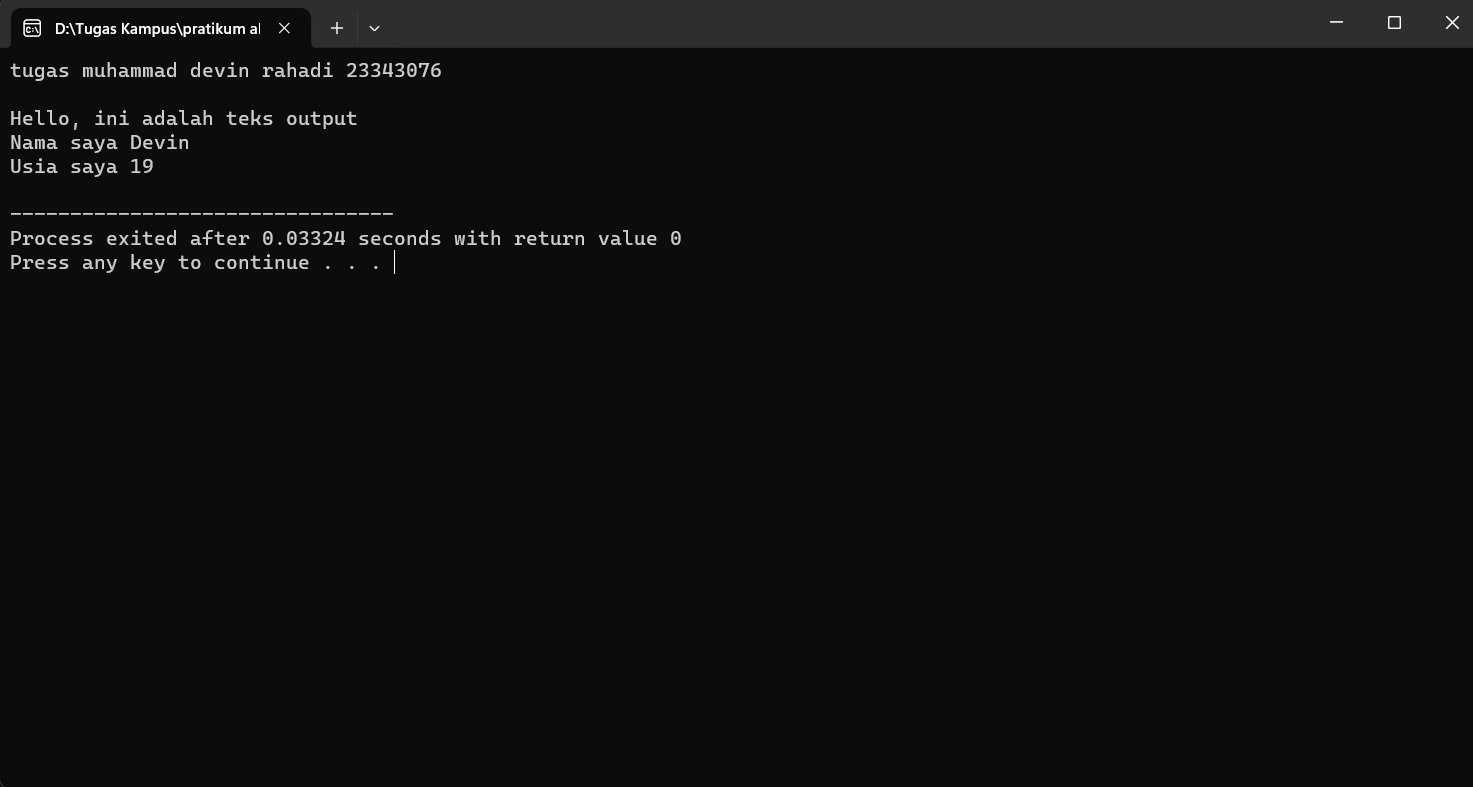 D:\Tugas Kampus\pratikum al
tugas muhammad devin rahadi 23343076
Hello, ini adalah teks output
Nama saya Devin
Usia saya 19
--------------------------------
Process exited after 0.03324 seconds with return value 0
Press any key to continue . . .